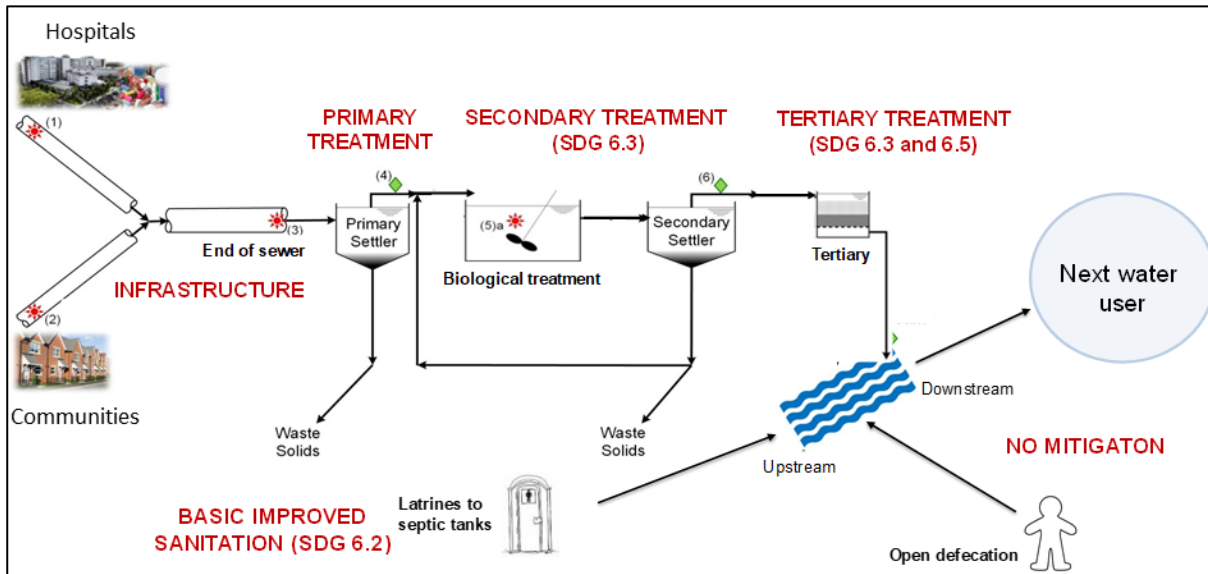 Hospitals
(1)
(2)
Communities
(3)
End of sewer
INFRASTRUCTURE
PRIMARY
TREATMENT
(4)
Primary
Settler
Waste
Solids
SECONDARY TREATMENT
(SDG 6.3)
(5)a
Biological treatment
(6)
Secondary
Settler
Waste
Solids
TERTIARY TREATMENT
(SDG 6.3 and 6.5)
Tertiary
Next water
user
Downstream
Upstream
NO MITIGATON
BASIC IMPROVED
SANITATION (SDG 6.2)
Latrines to
septic tanks
Open defecation